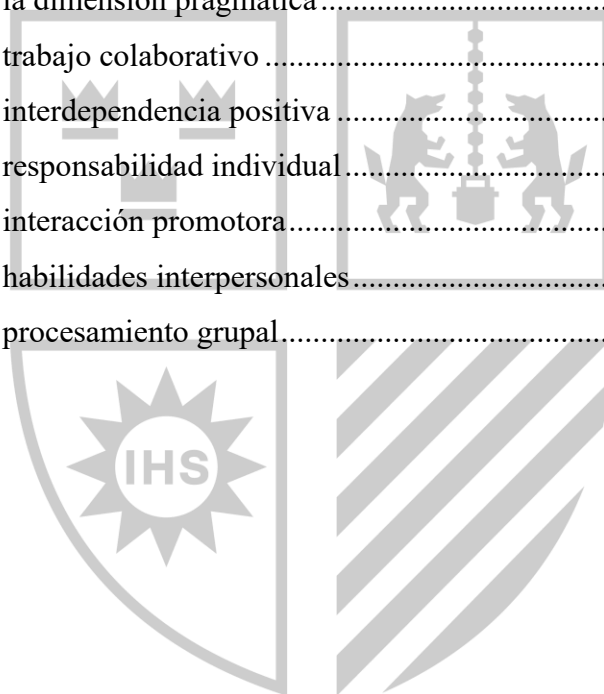 la dimensión pragmática..............................
trabajo colaborativo .......................................
interdependencia positiva .............................
responsabilidad individual............................
interacción promotora....................................
habilidades interpersonales...........................
procesamiento grupal.....................................
IHS